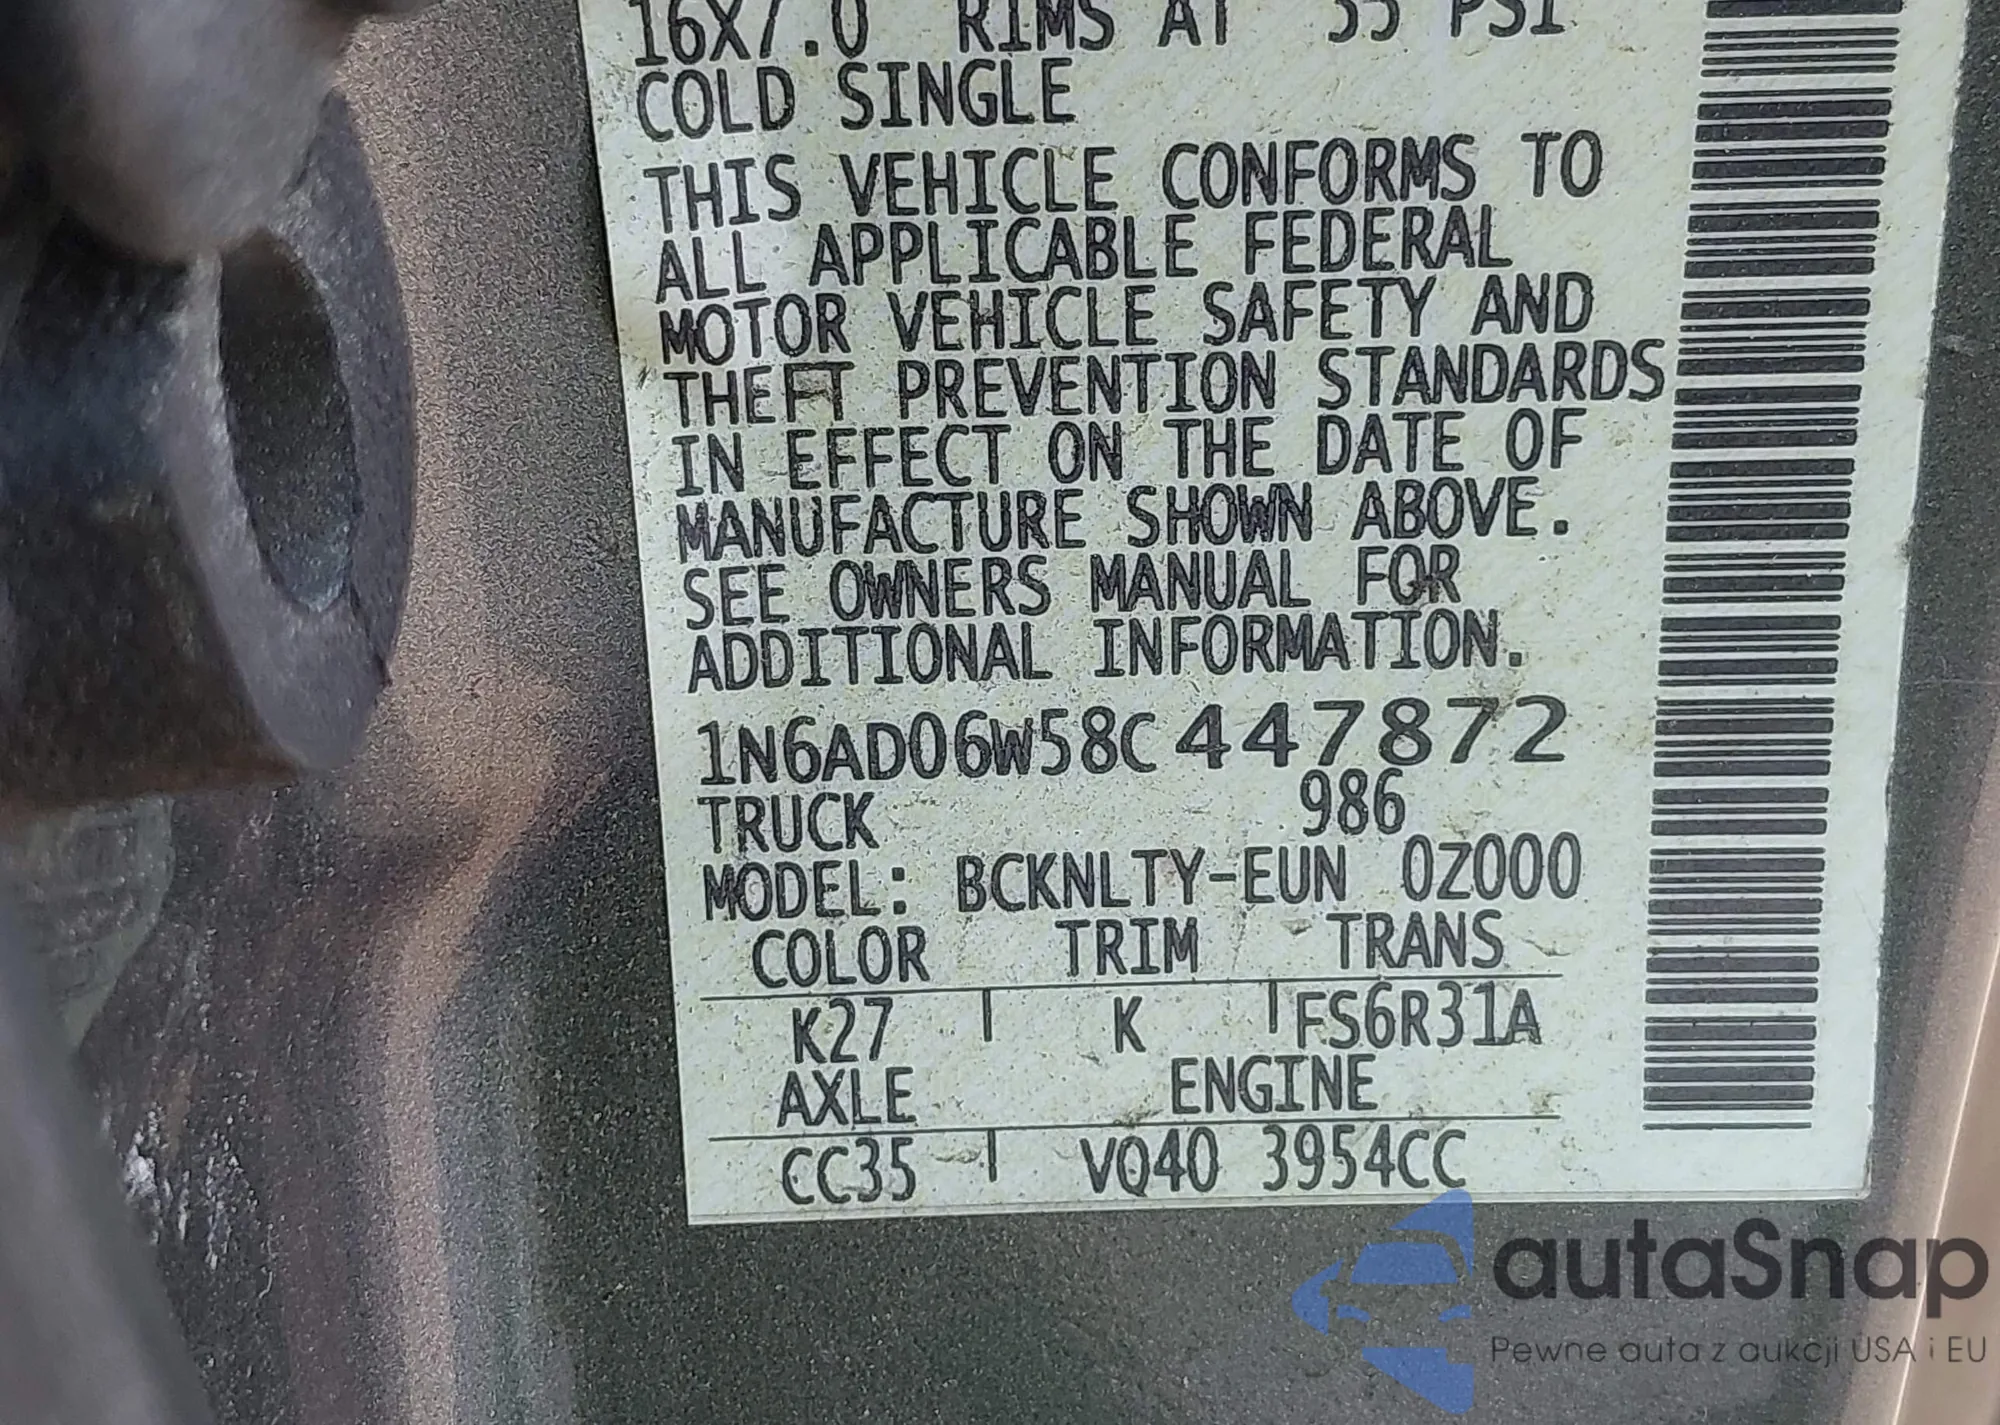 16X7.0 RIMS AT 35 PSI
COLD SINGLE
THIS VEHICLE CONFORMS TO
ALL APPLICABLE FEDERAL
MOTOR VEHICLE SAFETY AND
THEFT PREVENTION STANDARDS
IN EFFECT ON THE DATE OF
MANUFACTURE SHOWN ABOVE.
SEE OWNERS MANUAL FOR
ADDITIONAL INFORMATION.
1N6AD06W58C447872
TRUCK 986
MODEL: BCKNLTY-EUN 0Z000
COLOR TRIM TRANS
K27 K FS6R31A
AXLE ENGINE
CC35 VQ40 3954CC
autaSnap
Pewne auta z aukcji USA i EU